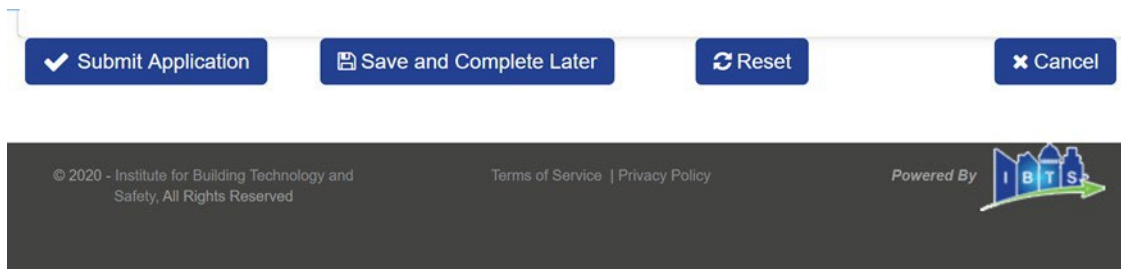 Submit Application
Save and Complete Later
Reset
Cancel
© 2020 - Institute for Building Technology and
Safety, All Rights Reserved
Terms of Service | Privacy Policy
Powered By
IBTS